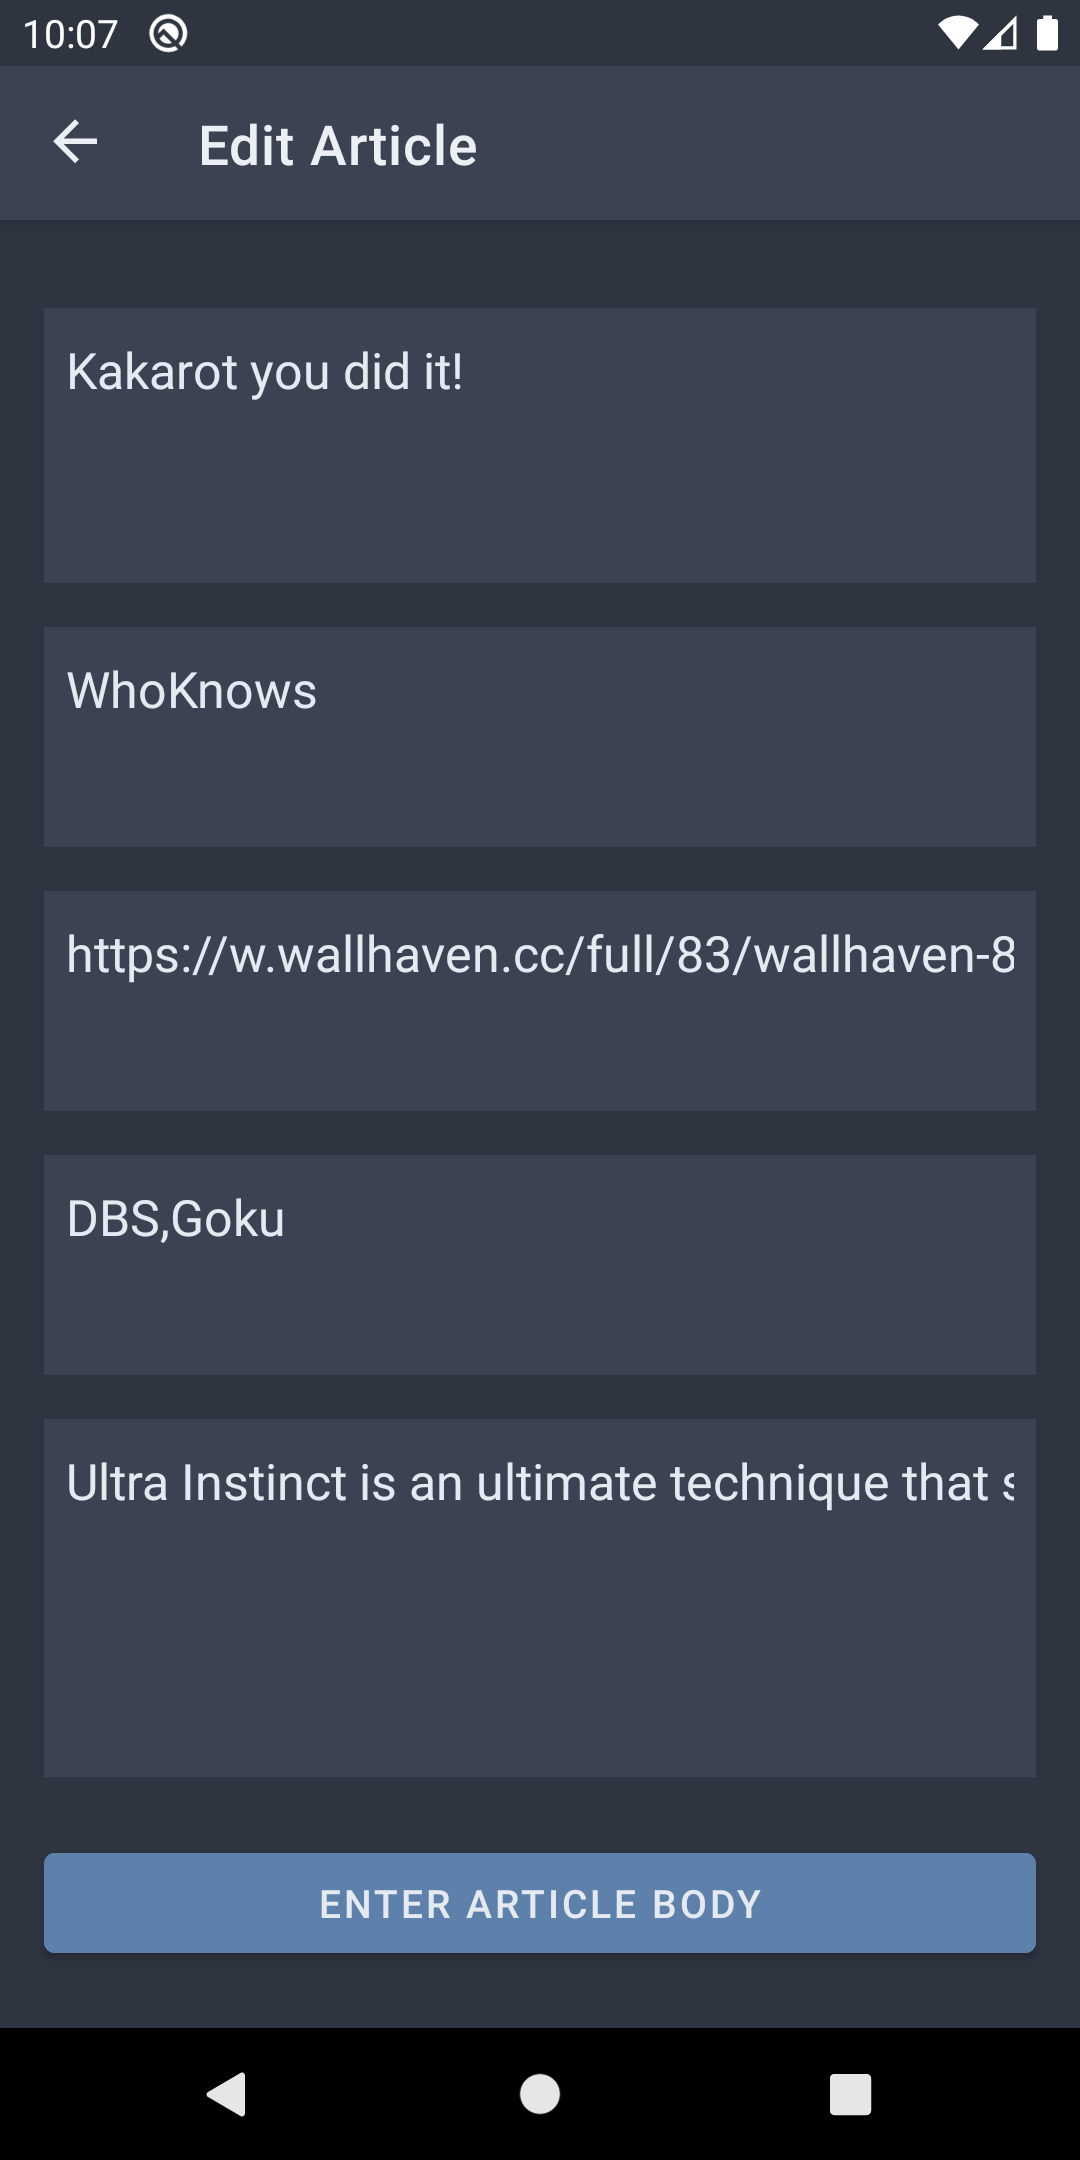 10:07
Edit Article
Kakarot you did it!
WhoKnows
https://w.wallhaven.cc/full/83/wallhaven-8
DBS,Goku
Ultra Instinct is an ultimate technique that s
ENTER ARTICLE BODY